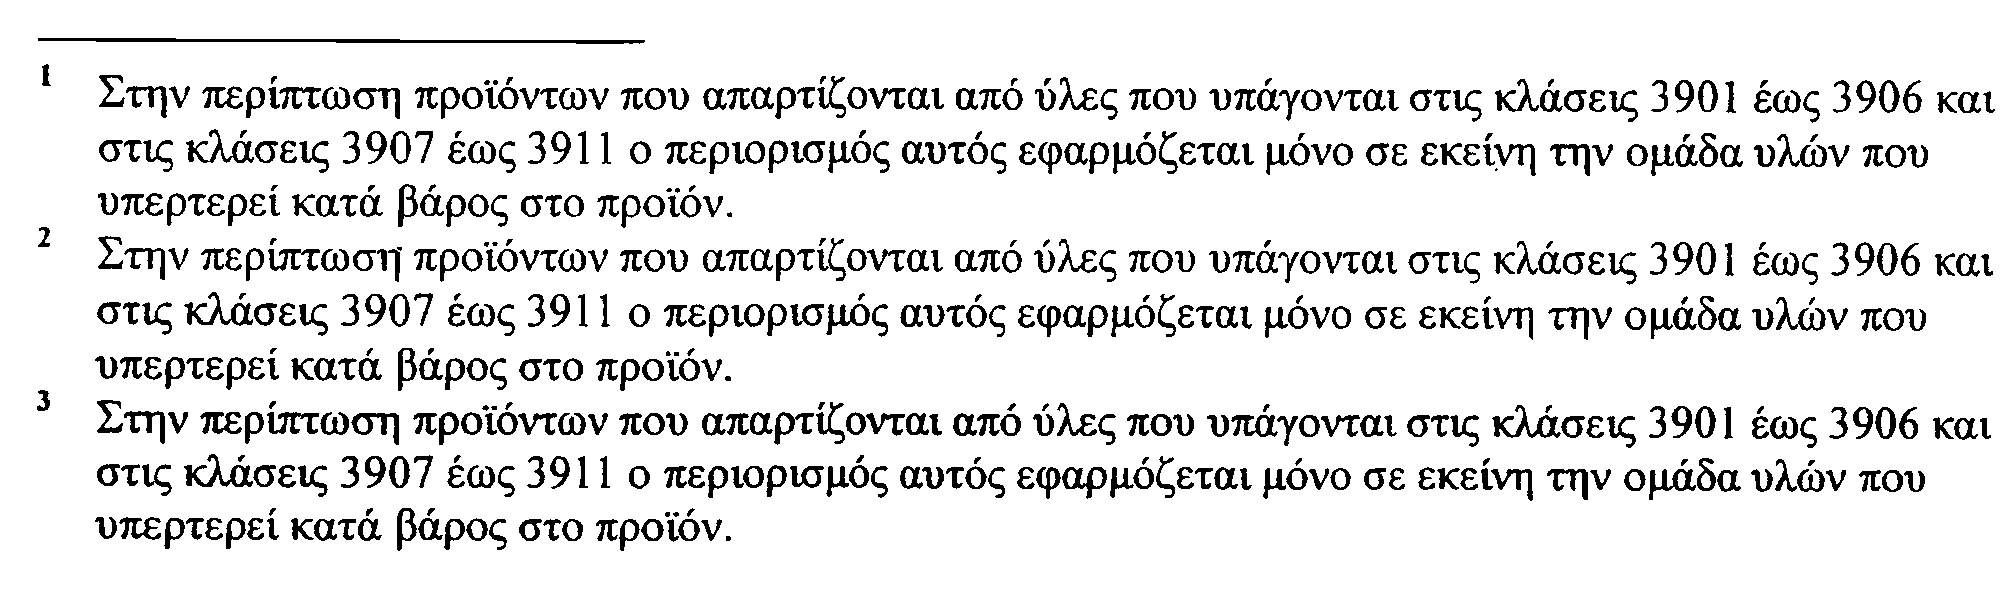 1 Στην περίπτωση προϊόντων που απαρτίζονται από ύλες που υπάγονται στις κλάσεις 3901 έως 3906 και
στις κλάσεις 3907 έως 3911 ο περιορισμός αυτός εφαρμόζεται μόνο σε εκείνη την ομάδα υλών που
υπερτερεί κατά βάρος στο προϊόν.
2 Στην περίπτωση προϊόντων που απαρτίζονται από ύλες που υπάγονται στις κλάσεις 3901 έως 3906 και
στις κλάσεις 3907 έως 3911 ο περιορισμός αυτός εφαρμόζεται μόνο σε εκείνη την ομάδα υλών που
υπερτερεί κατά βάρος στο προϊόν.
3 Στην περίπτωση προϊόντων που απαρτίζονται από ύλες που υπάγονται στις κλάσεις 3901 έως 3906 και
στις κλάσεις 3907 έως 3911 ο περιορισμός αυτός εφαρμόζεται μόνο σε εκείνη την ομάδα υλών που
υπερτερεί κατά βάρος στο προϊόν.